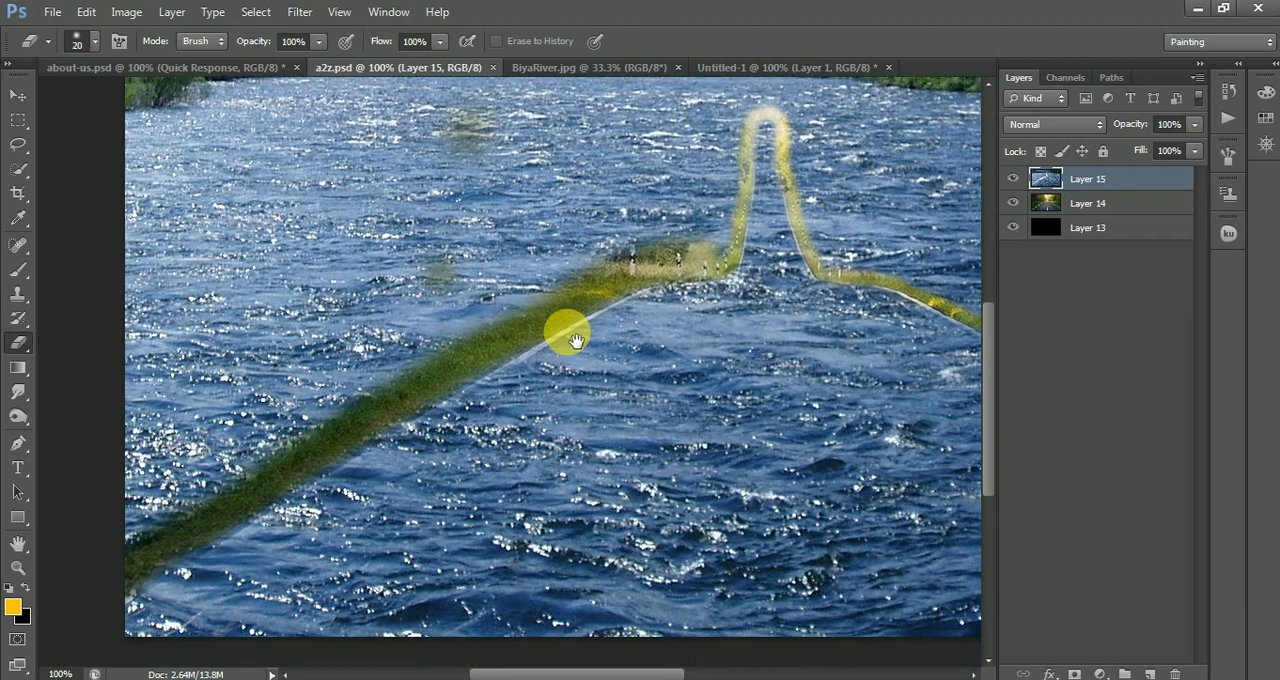 Ps File Edit Image Layer Type Select Filter View Window Help
20 Mode: Brush Opacity: 100% Flow: 100% Erase to History Painting
about-us.psd @ 100% (Quick Response, RGB/8) * × a2z.psd @ 100% (Layer 15, RGB/8) × BiyaRiver.jpg @ 33.3% (RGB/8*) × Untitled-1 @ 100% (Layer 1, RGB/8) * ×
Layers Channels Paths
Kind
Normal Opacity: 100%
Lock: Fill: 100%
Layer 15
Layer 14
Layer 13
ku
T
fx
100% Doc: 2.64M/13.8M